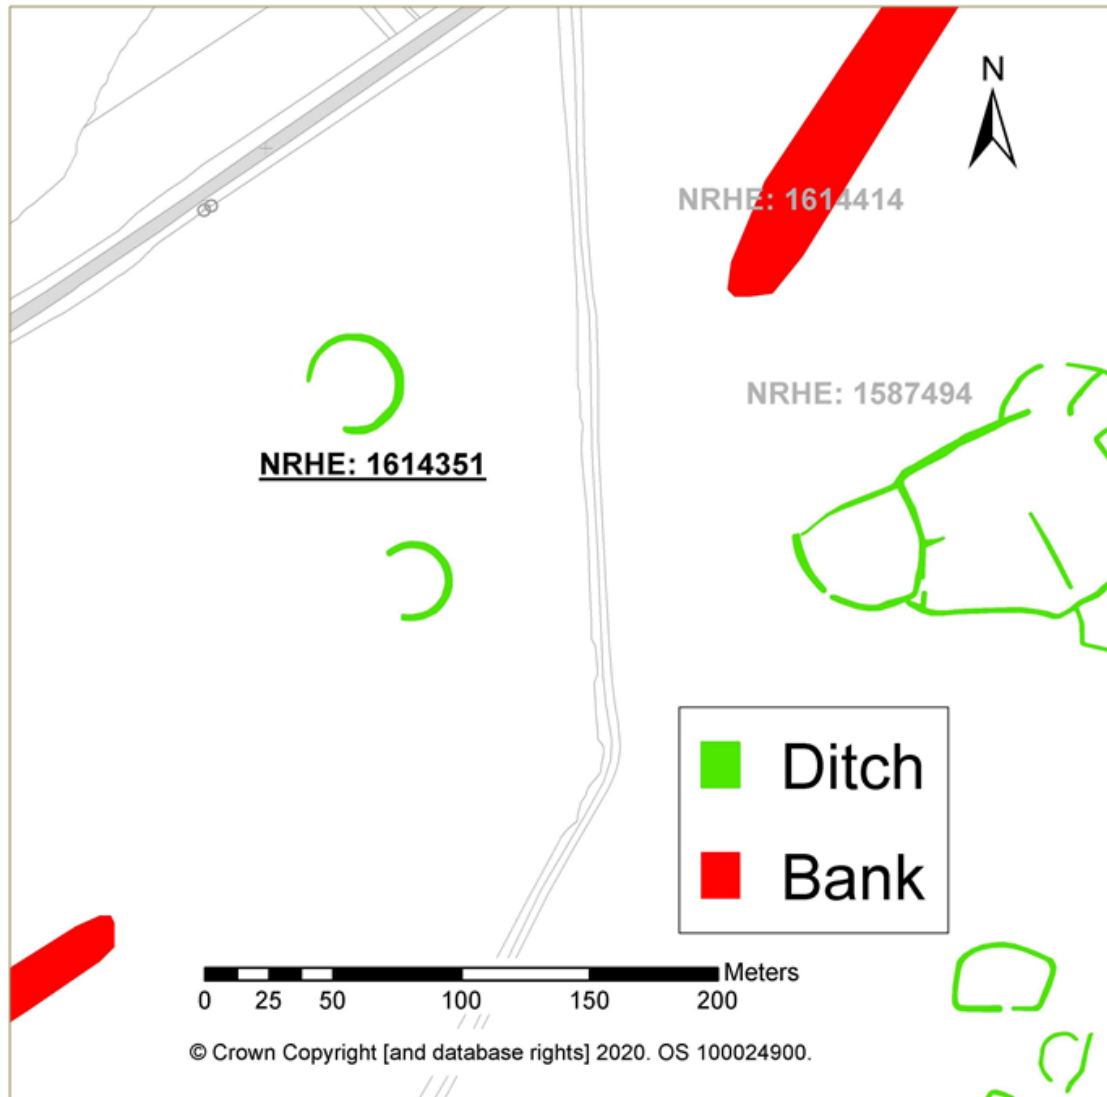 N
NRHE: 1614414
NRHE: 1587494
NRHE: 1614351
Ditch
Bank
Meters
0 25 50 100 150 200
© Crown Copyright [and database rights] 2020. OS 100024900.